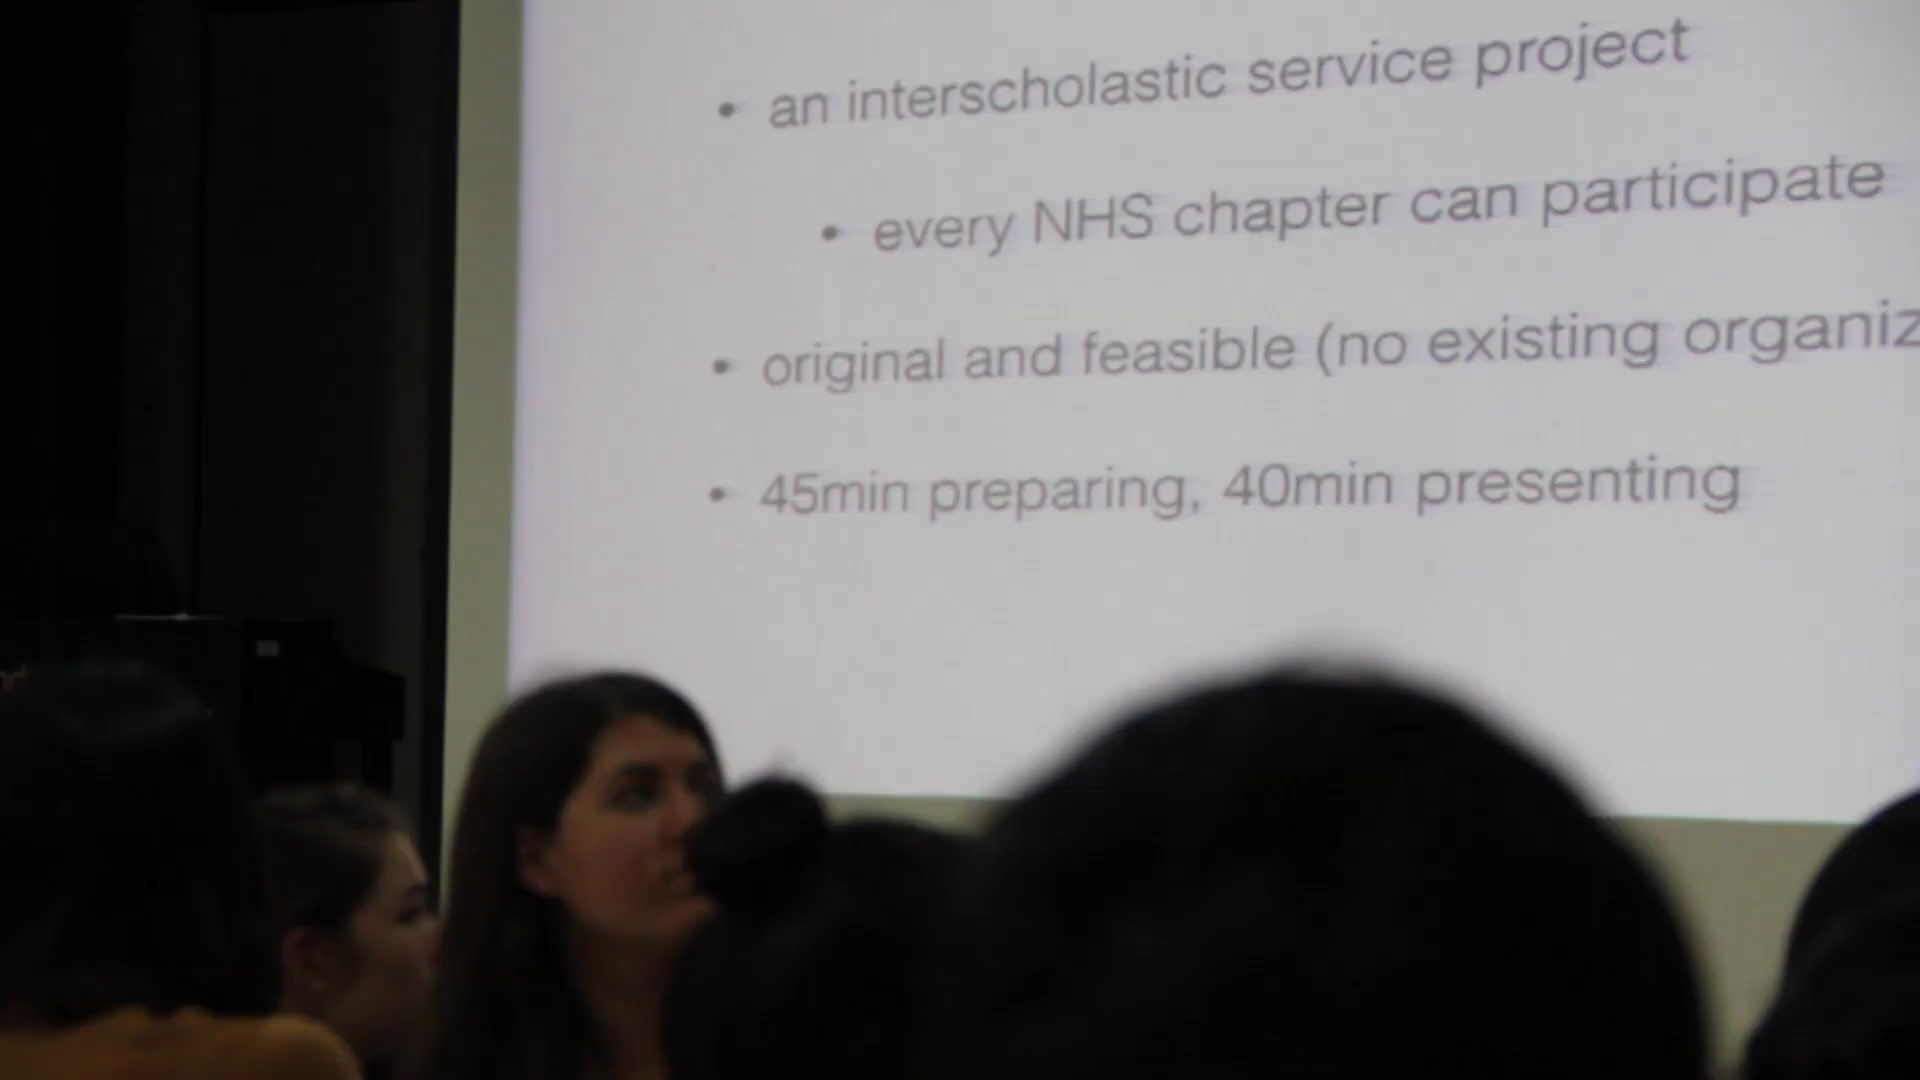 • an interscholastic service project
• every NHS chapter can participate
• original and feasible (no existing organiz
• 45min preparing, 40min presenting